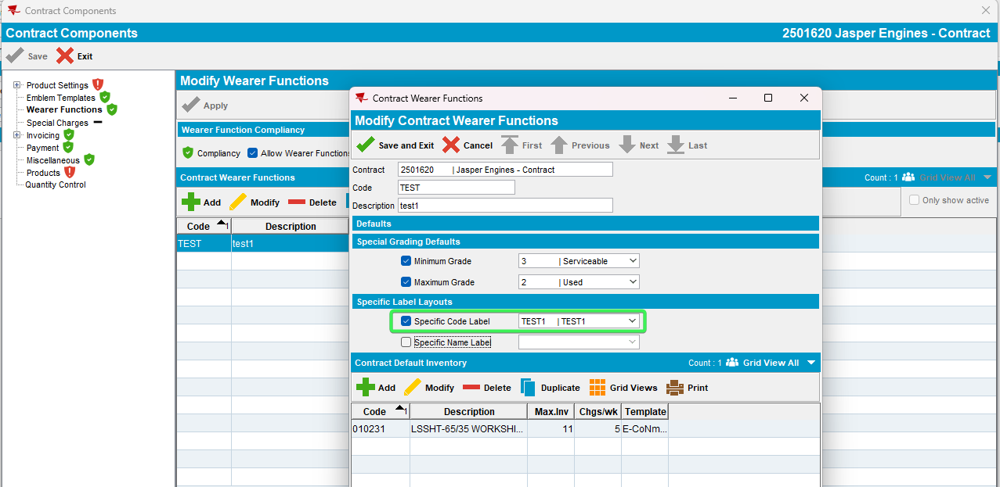 Contract Components
Contract Components 2501620 Jasper Engines - Contract
Save Exit
Product Settings
Emblem Templates
Wearer Functions
Special Charges
Invoicing
Payment
Miscellaneous
Products
Quantity Control
Modify Wearer Functions
Apply
Wearer Function Compliancy
Compliancy Allow Wearer Functions
Contract Wearer Functions Count : 1 Grid View All
Add Modify Delete Only show active
Code 1 Description
TEST test1
Contract Wearer Functions
Modify Contract Wearer Functions
Save and Exit Cancel First Previous Next Last
Contract 2501620 | Jasper Engines - Contract
Code TEST
Description test1
Defaults
Special Grading Defaults
Minimum Grade 3 | Serviceable
Maximum Grade 2 | Used
Specific Label Layouts
Specific Code Label TEST1 | TEST1
Specific Name Label
Contract Default Inventory Count : 1 Grid View All
Add Modify Delete Duplicate Grid Views Print
Code 1 Description Max.Inv Chgs/wk Template
010231 LSSHT-65/35 WORKSHI... 11 5 E-CoNm...